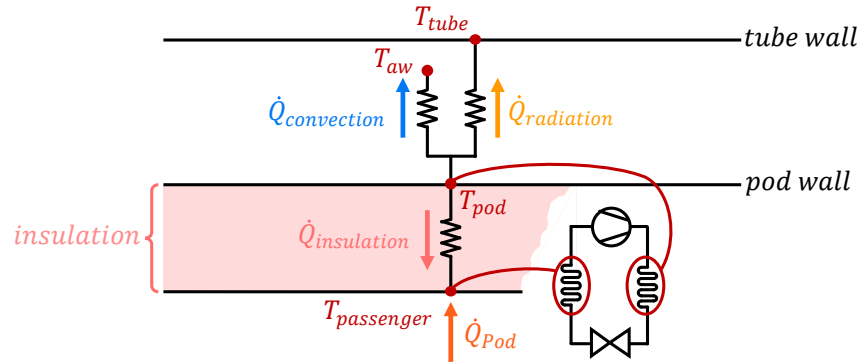 T_tube
tube wall
T_aw
Q̇_convection
Q̇_radiation
pod wall
T_pod
insulation
Q̇_insulation
T_passenger
Q̇_Pod